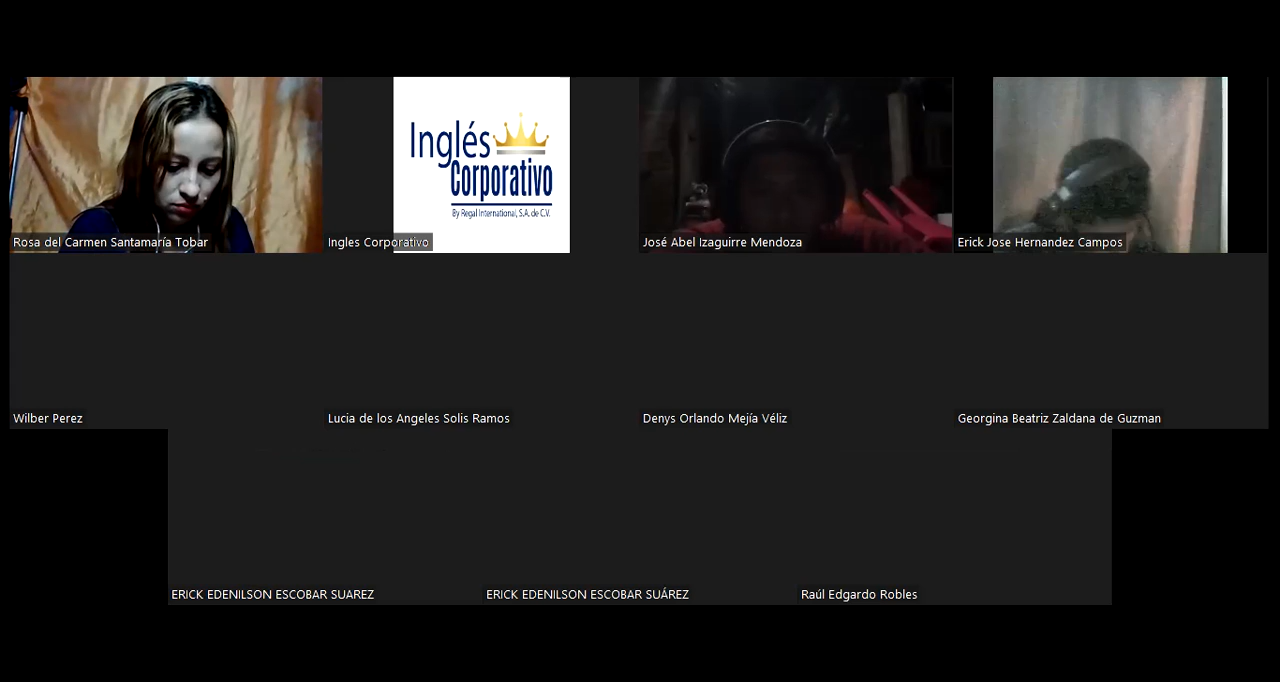 Inglés
Corporativo
By Regal International, S.A. de C.V.
Rosa del Carmen Santamaría Tobar
Ingles Corporativo
José Abel Izaguirre Mendoza
Erick Jose Hernandez Campos
Wilber Perez
Lucia de los Angeles Solis Ramos
Denys Orlando Mejía Véliz
Georgina Beatriz Zaldana de Guzman
ERICK EDENILSON ESCOBAR SUAREZ
ERICK EDENILSON ESCOBAR SUÁREZ
Raúl Edgardo Robles